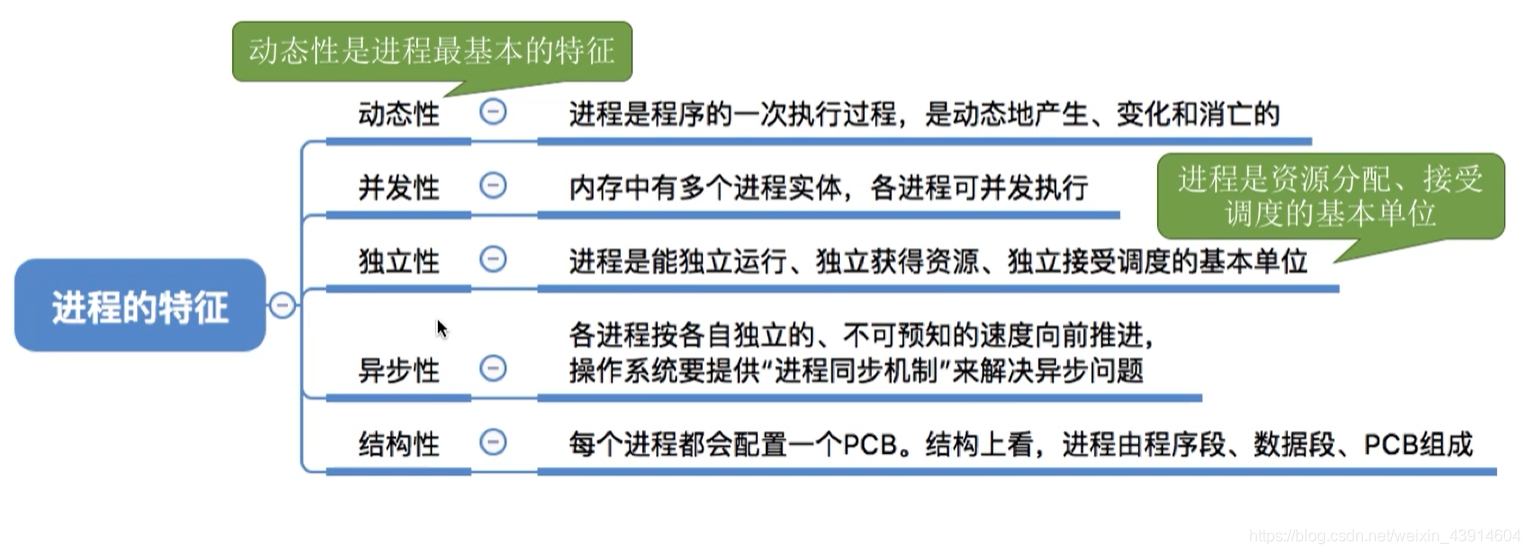 动态性是进程最基本的特征
动态性
进程是程序的一次执行过程，是动态地产生、变化和消亡的
并发性
内存中有多个进程实体，各进程可并发执行
进程是资源分配、接受
调度的基本单位
独立性
进程是能独立运行、独立获得资源、独立接受调度的基本单位
进程的特征
异步性
各进程按各自独立的、不可预知的速度向前推进，
操作系统要提供“进程同步机制”来解决异步问题
结构性
每个进程都会配置一个PCB。结构上看，进程由程序段、数据段、PCB组成
https://blog.csdn.net/weixin_43914604